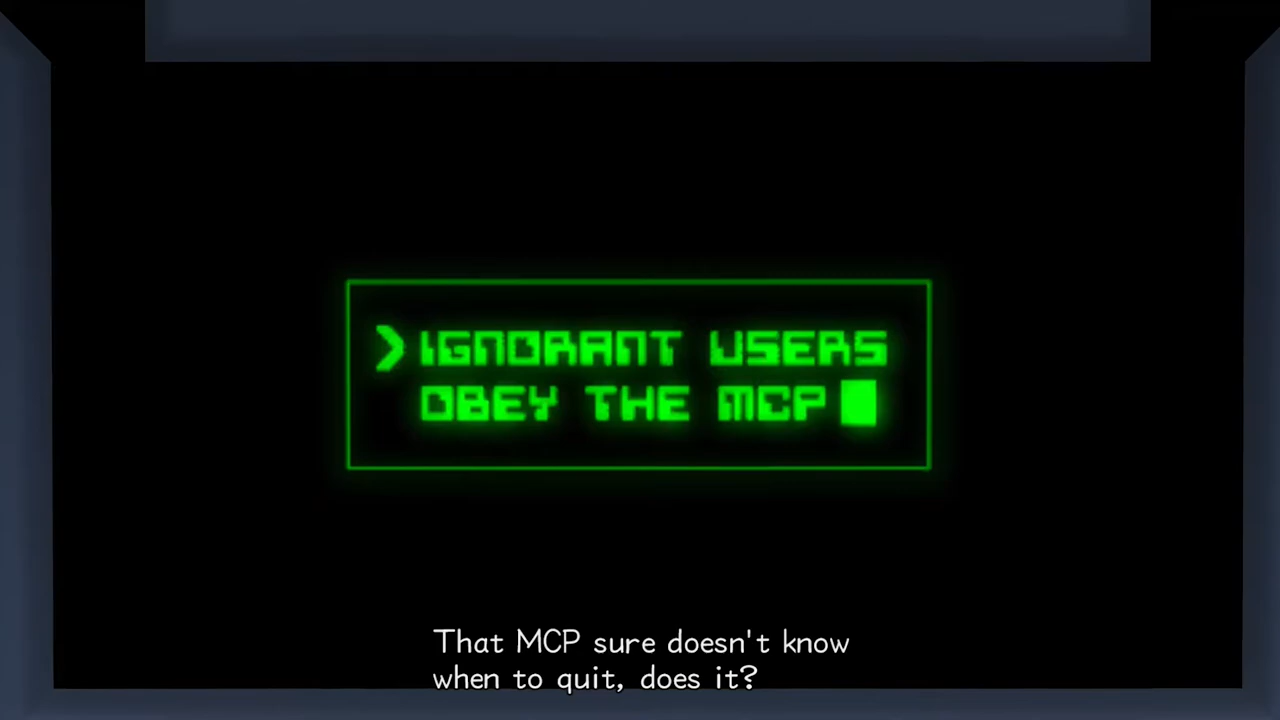 > IGNORANT USERS
OBEY THE MCP
That MCP sure doesn't know
when to quit, does it?